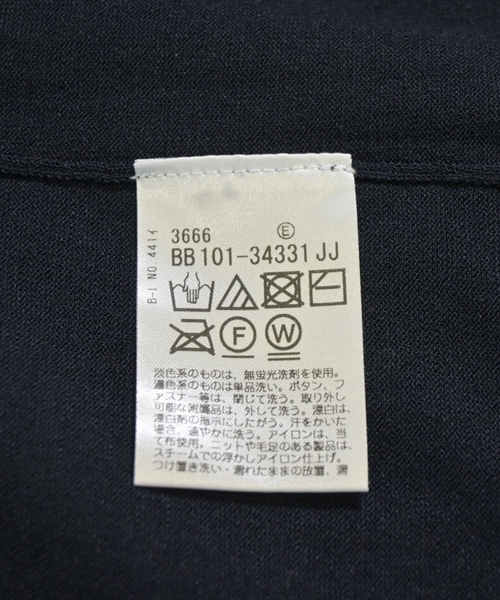 3666 E
BB 101-34331 JJ
B-I NO.441イ
F W
淡色系のものは、無蛍光洗剤を使用。
濃色系のものは単品洗い。ボタン、フ
ァスナー等は、閉じて洗う。取り外し
可能な附属品は、外して洗う。漂白は、
漂白剤の指示にしたがう。汗をかいた
場合、速やかに洗う。アイロンは、当
て布使用。ニットや毛足のある製品は、
スチームでの浮かしアイロン仕上げ。
つけ置き洗い・濡れたままの放置、濡